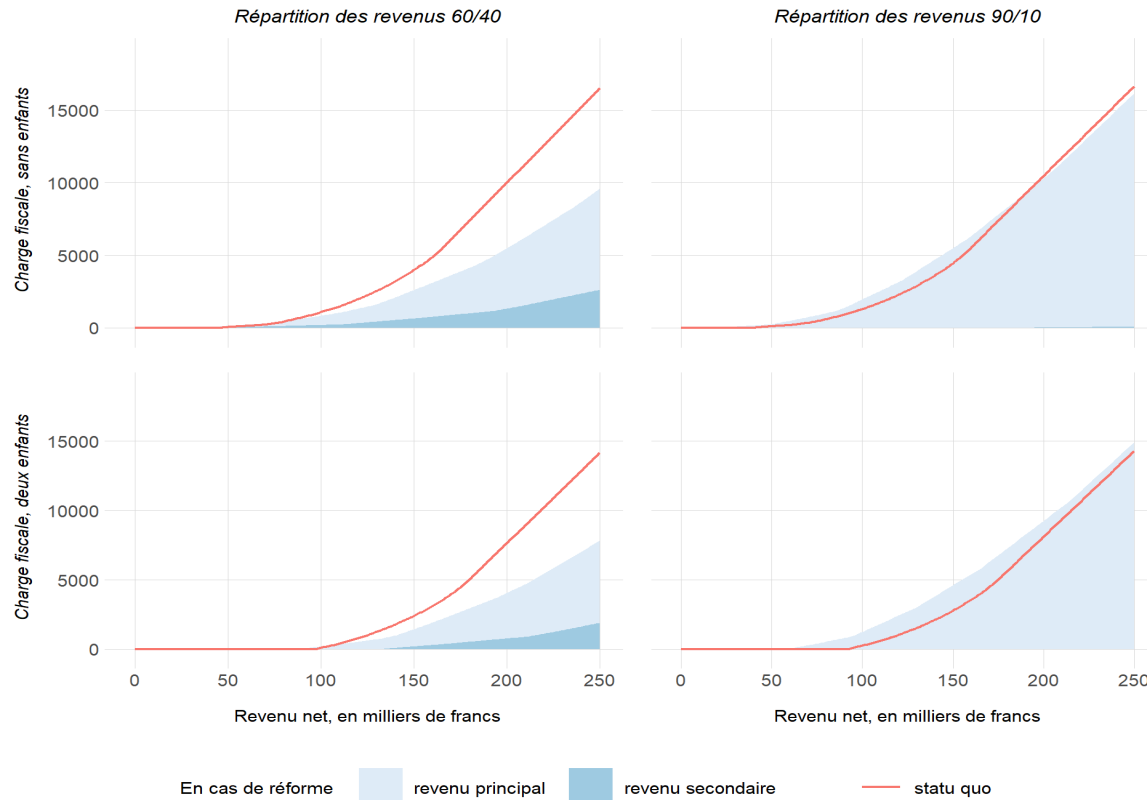 Répartition des revenus 60/40
Répartition des revenus 90/10
Charge fiscale, sans enfants
15000
10000
5000
0
Charge fiscale, deux enfants
15000
10000
5000
0
0 50 100 150 200 250
0 50 100 150 200 250
Revenu net, en milliers de francs
Revenu net, en milliers de francs
En cas de réforme revenu principal revenu secondaire statu quo